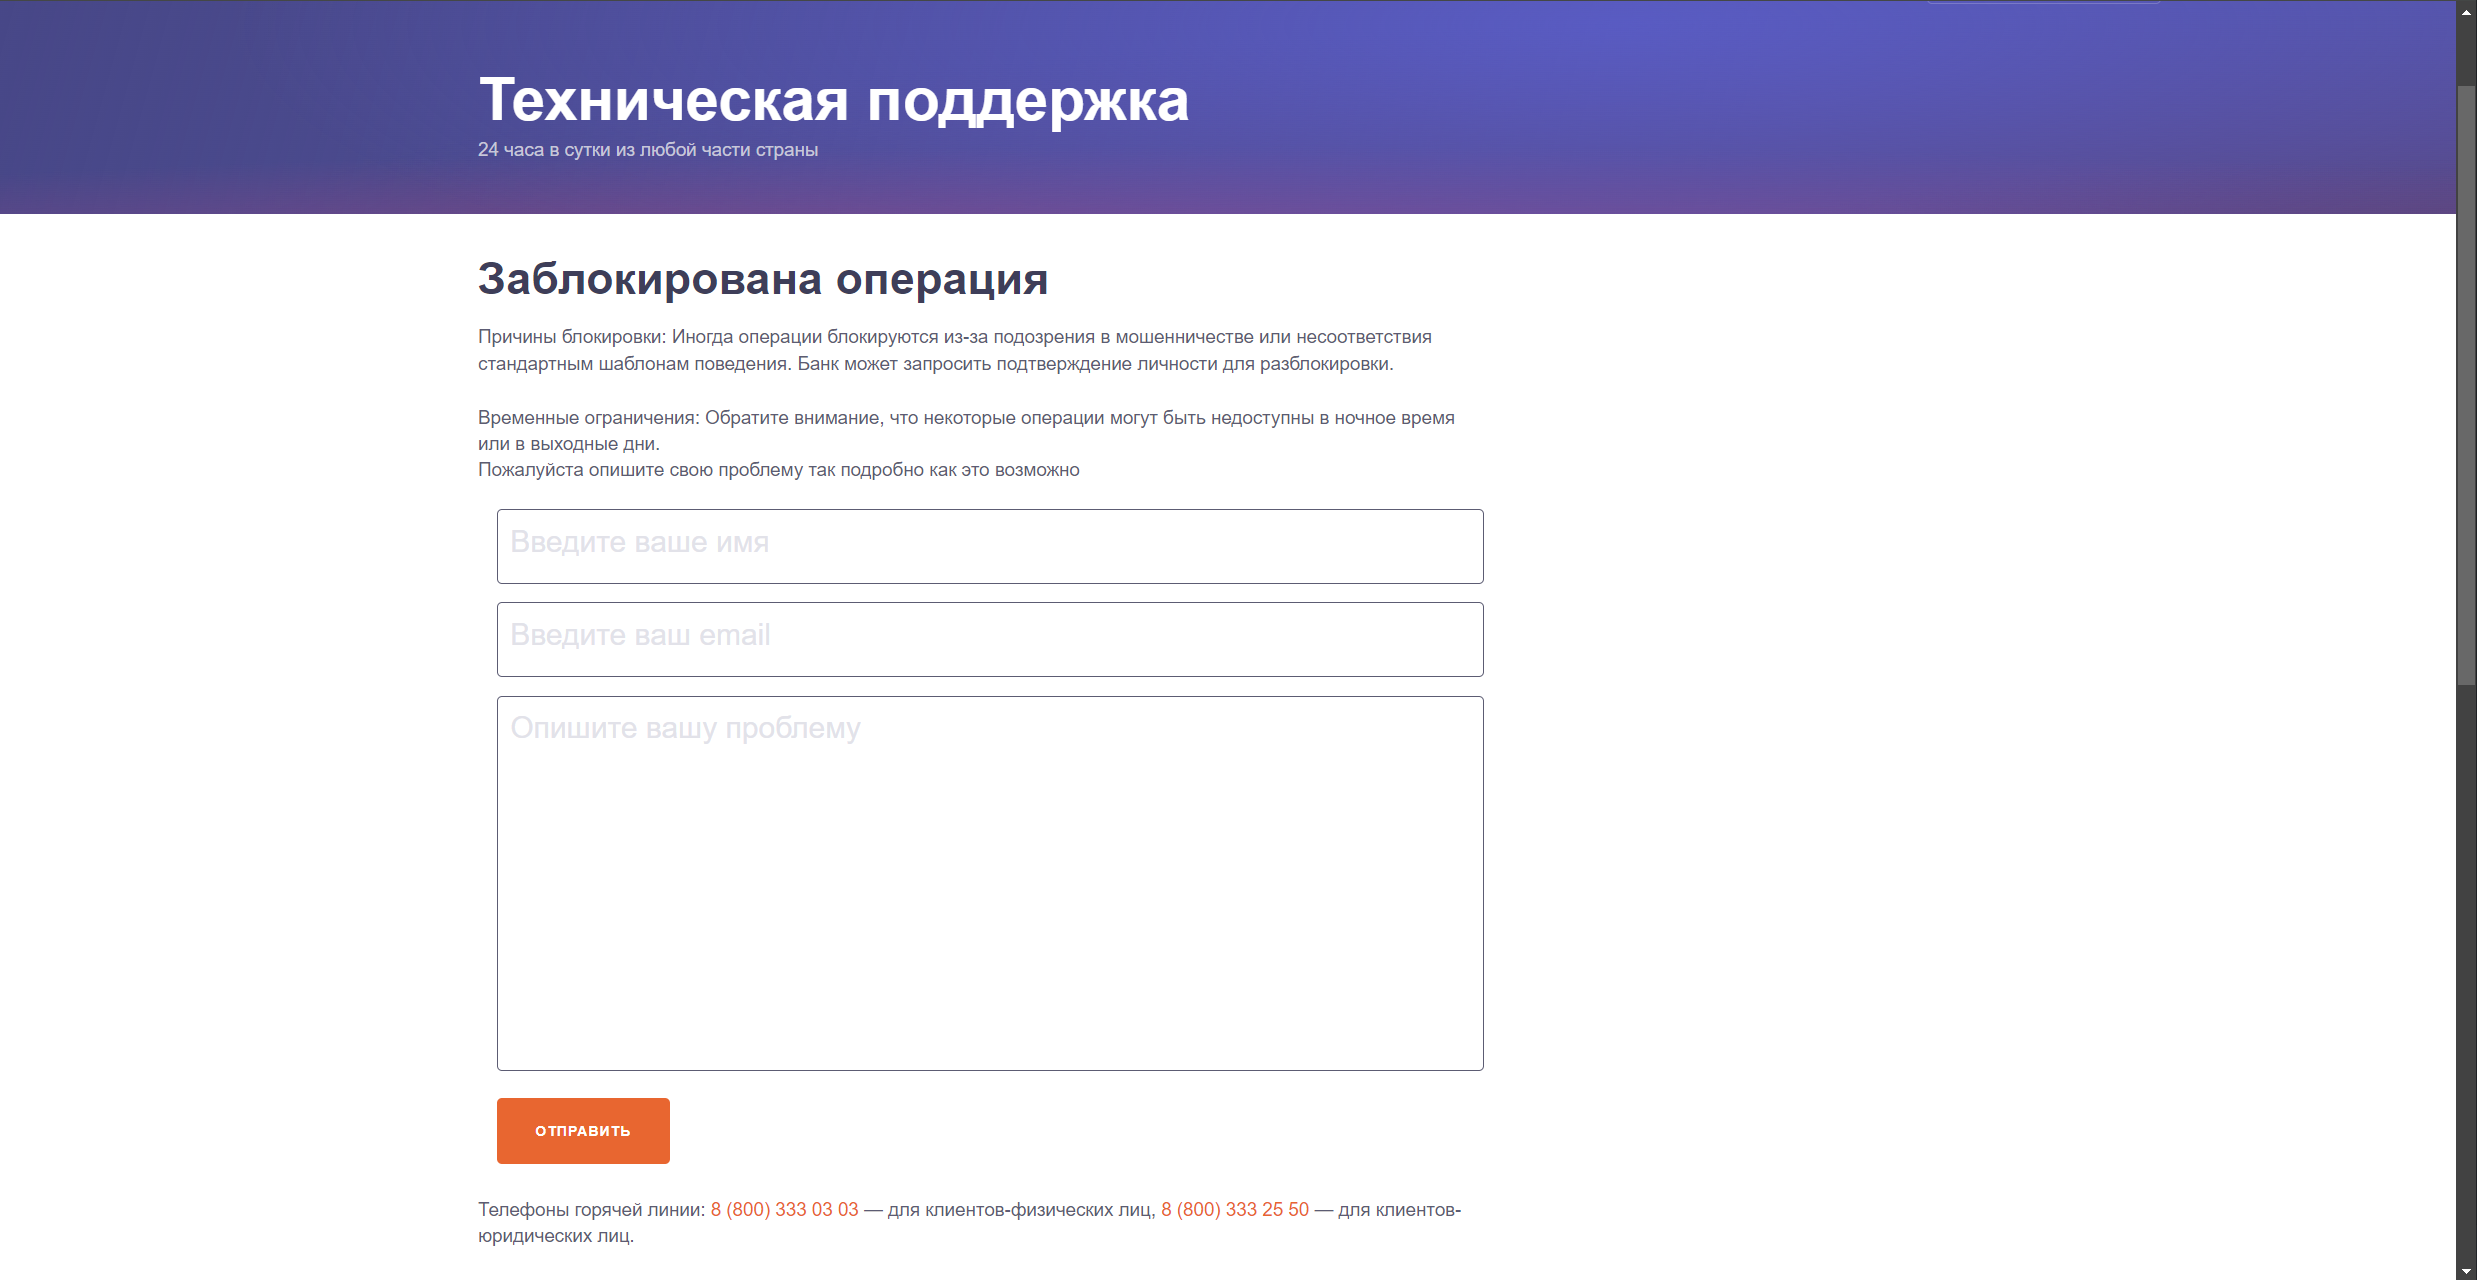 Техническая поддержка
24 часа в сутки из любой части страны
Заблокирована операция
Причины блокировки: Иногда операции блокируются из-за подозрения в мошенничестве или несоответствия
стандартным шаблонам поведения. Банк может запросить подтверждение личности для разблокировки.
Временные ограничения: Обратите внимание, что некоторые операции могут быть недоступны в ночное время
или в выходные дни.
Пожалуйста опишите свою проблему так подробно как это возможно
Введите ваше имя
Введите ваш email
Опишите вашу проблему
ОТПРАВИТЬ
Телефоны горячей линии: 8 (800) 333 03 03 — для клиентов-физических лиц, 8 (800) 333 25 50 — для клиентов-
юридических лиц.